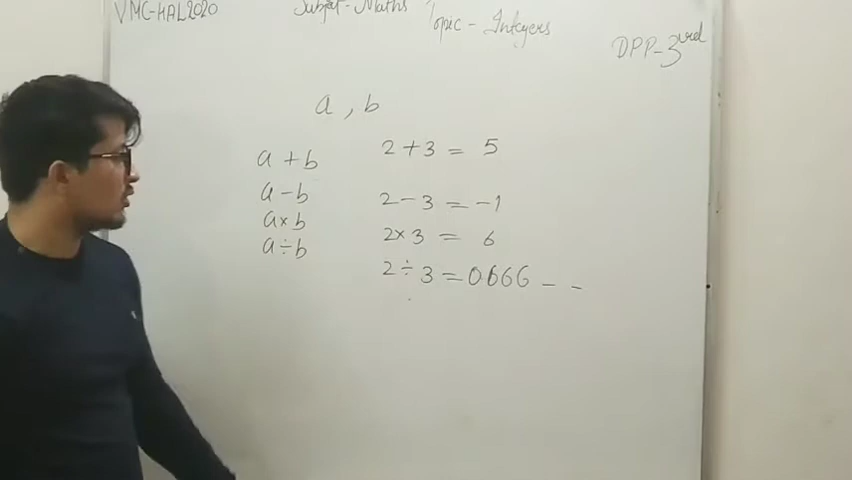 VMC-HAL2020 Subject-Maths Topic - Integers
DPP-3rd
a , b
a + b 2 + 3 = 5
a - b 2 - 3 = -1
a × b 2 × 3 = 6
a ÷ b 2 ÷ 3 = 0.666 _ _